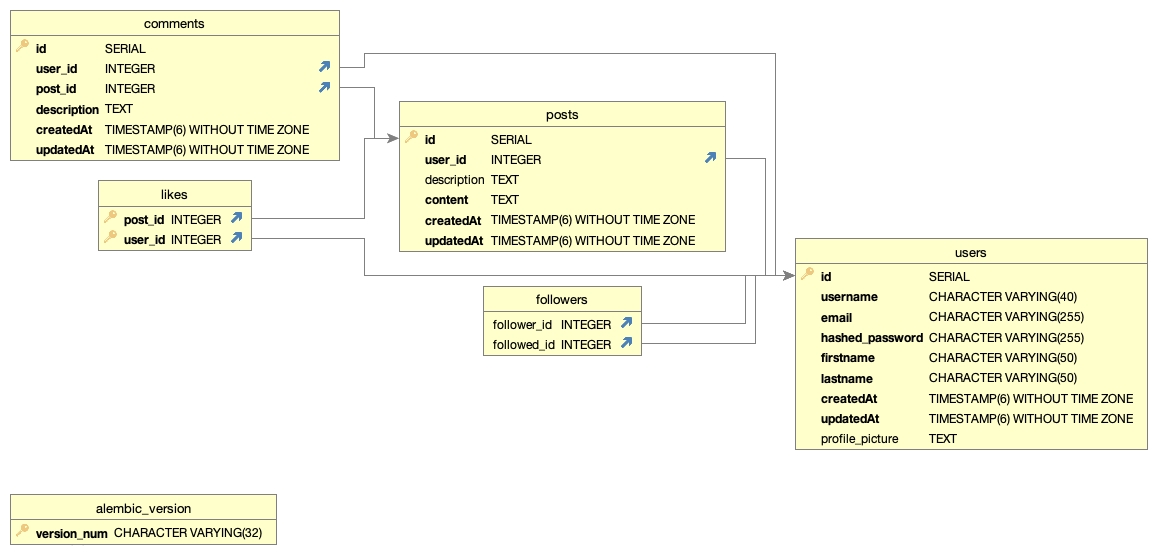 comments
id SERIAL
user_id INTEGER
post_id INTEGER
description TEXT
createdAt TIMESTAMP(6) WITHOUT TIME ZONE
updatedAt TIMESTAMP(6) WITHOUT TIME ZONE
likes
post_id INTEGER
user_id INTEGER
posts
id SERIAL
user_id INTEGER
description TEXT
content TEXT
createdAt TIMESTAMP(6) WITHOUT TIME ZONE
updatedAt TIMESTAMP(6) WITHOUT TIME ZONE
followers
follower_id INTEGER
followed_id INTEGER
users
id SERIAL
username CHARACTER VARYING(40)
email CHARACTER VARYING(255)
hashed_password CHARACTER VARYING(255)
firstname CHARACTER VARYING(50)
lastname CHARACTER VARYING(50)
createdAt TIMESTAMP(6) WITHOUT TIME ZONE
updatedAt TIMESTAMP(6) WITHOUT TIME ZONE
profile_picture TEXT
alembic_version
version_num CHARACTER VARYING(32)